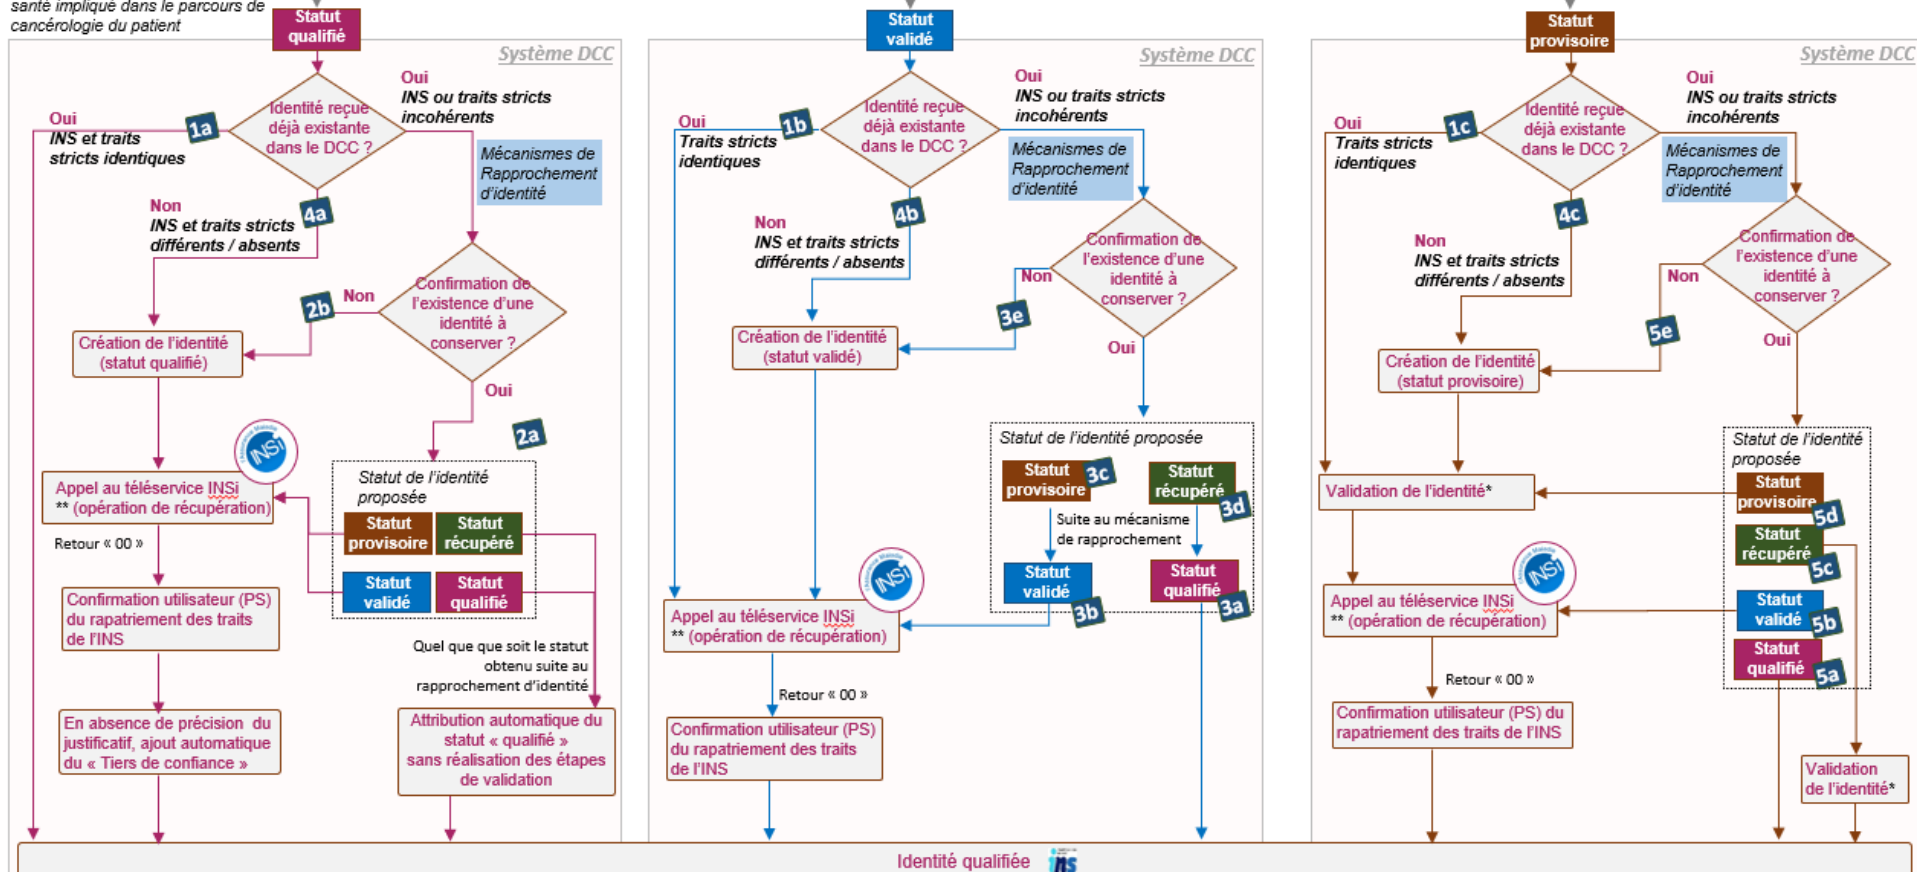 santé impliqué dans le parcours de
cancérologie du patient
Statut
qualifié
Système DCC
Identité reçue
déjà existante
dans le DCC ?
Oui
INS et traits
stricts identiques
1a
Oui
INS ou traits stricts
incohérents
Mécanismes de
Rapprochement
d'identité
Non
INS et traits stricts
différents / absents
4a
Confirmation de
l'existence d'une
identité à
conserver ?
Non
2b
Création de l'identité
(statut qualifié)
Oui
2a
INSi
Appel au téléservice INSi
** (opération de récupération)
Statut de l'identité
proposée
Statut
provisoire
Statut
récupéré
Statut
validé
Statut
qualifié
Retour « 00 »
Confirmation utilisateur (PS)
du rapatriement des traits
de l'INS
Quel que que soit le statut
obtenu suite au
rapprochement d'identité
En absence de précision du
justificatif, ajout automatique
du « Tiers de confiance »
Attribution automatique du
statut « qualifié »
sans réalisation des étapes
de validation
Statut
validé
Système DCC
Identité reçue
déjà existante
dans le DCC ?
Oui
Traits stricts
identiques
1b
Oui
INS ou traits stricts
incohérents
Mécanismes de
Rapprochement
d'identité
Non
INS et traits stricts
différents / absents
4b
Confirmation de
l'existence d'une
identité à
conserver ?
Non
3e
Création de l'identité
(statut validé)
Oui
Statut de l'identité proposée
Statut
provisoire
3c
Statut
récupéré
3d
Suite au mécanisme
de rapprochement
Statut
validé
3b
Statut
qualifié
3a
INSi
Appel au téléservice INSi
** (opération de récupération)
Retour « 00 »
Confirmation utilisateur (PS)
du rapatriement des traits
de l'INS
Statut
provisoire
Système DCC
Identité reçue
déjà existante
dans le DCC ?
Oui
Traits stricts
identiques
1c
Oui
INS ou traits stricts
incohérents
Mécanismes de
Rapprochement
d'identité
Non
INS et traits stricts
différents / absents
4c
Confirmation de
l'existence d'une
identité à
conserver ?
Non
5e
Création de l'identité
(statut provisoire)
Oui
Statut de l'identité
proposée
Statut
provisoire
5d
Statut
récupéré
5c
Statut
validé
5b
Statut
qualifié
5a
Validation de l'identité*
INSi
Appel au téléservice INSi
** (opération de récupération)
Retour « 00 »
Confirmation utilisateur (PS) du
rapatriement des traits de l'INS
Validation
de l'identité*
Identité qualifiée
ins